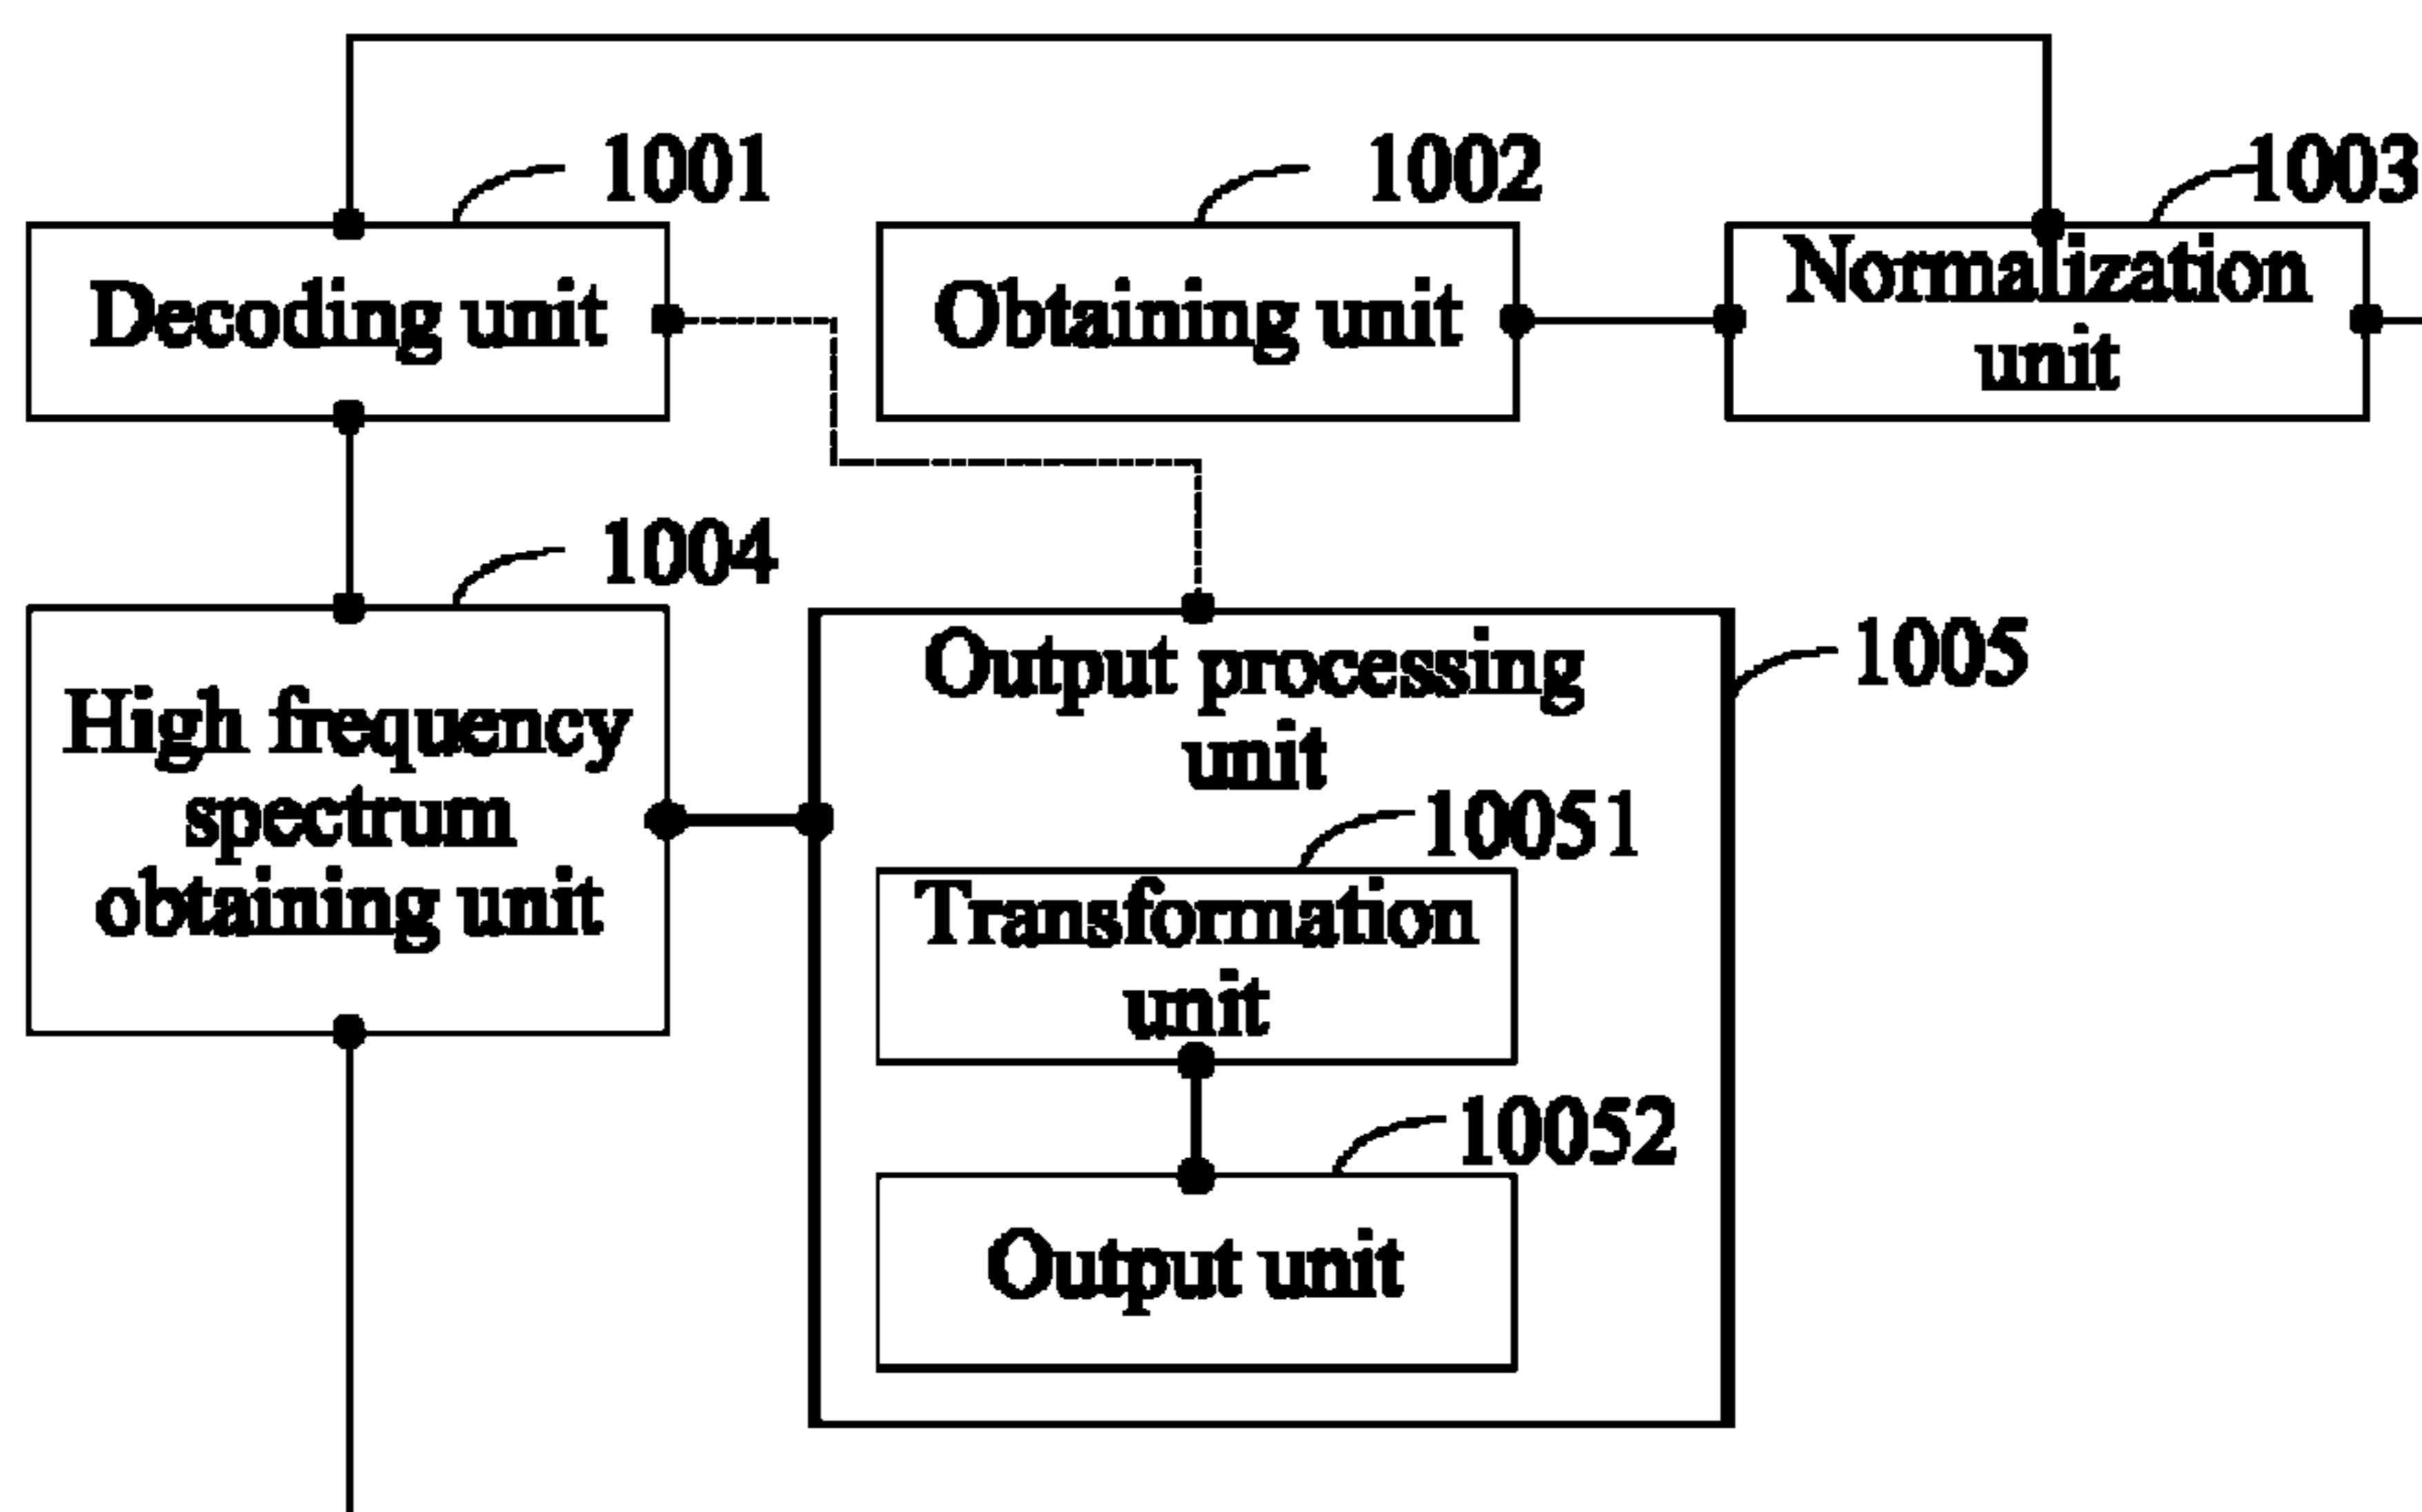 1001
1002
1003
Decoding unit
Obtaining unit
Normalization
unit
1004
High frequency
spectrum
obtaining unit
Output processing
unit
1005
10051
Transformation
unit
10052
Output unit